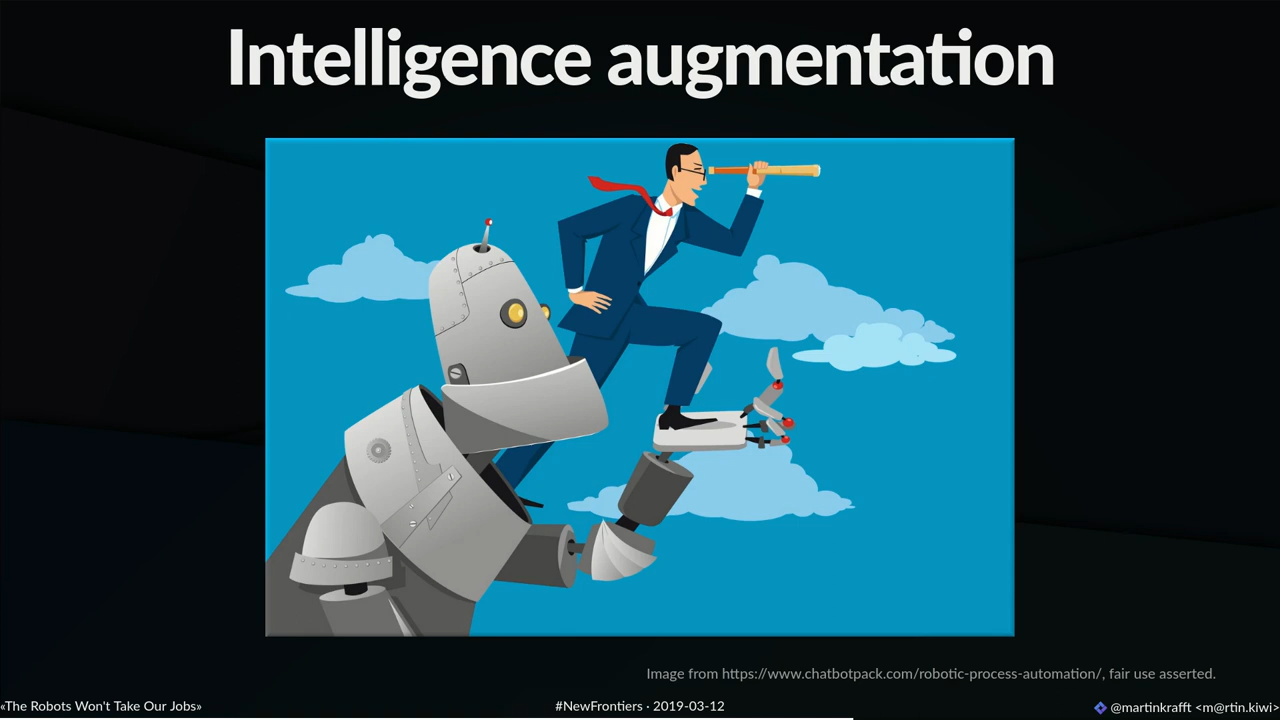 Intelligence augmentation
Image from https://www.chatbotpack.com/robotic-process-automation/, fair use asserted.
«The Robots Won't Take Our Jobs»
#NewFrontiers · 2019-03-12
@martinkrafft <m@rtin.kiwi>